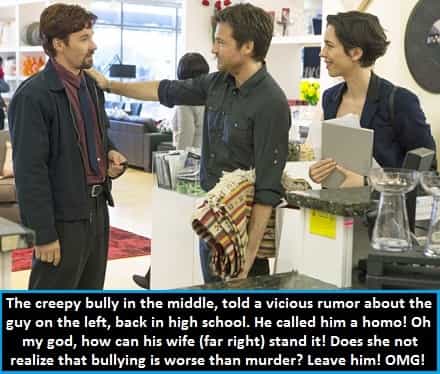 The creepy bully in the middle, told a vicious rumor about the
guy on the left, back in high school. He called him a homo! Oh
my god, how can his wife (far right) stand it! Does she not
realize that bullying is worse than murder? Leave him! OMG!